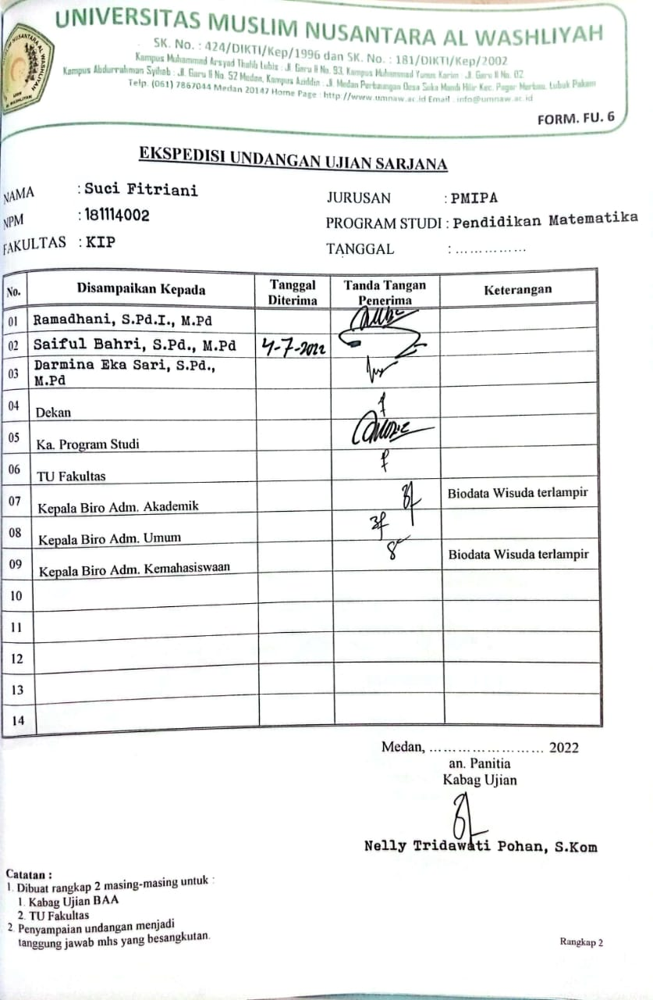 UNIVERSITAS MUSLIM NUSANTARA AL WASHLIYAH
SK. No. : 424/DIKTI/Kep/1996 dan SK. No. : 181/DIKTI/Kep/2002
Kampus Muhammad Arsyad Thalib Lubis : Jl. Garu II No. 93, Kampus Muhammad Yunus Karim : Jl. Garu II No. 02,
Kampus Abdurrahman Syihab : Jl. Garu II No. 52 Medan, Kampus Aziddin : Jl. Medan Perbaungan Desa Suka Mandi Hilir Kec. Pagar Merbau, Lubuk Pakam
Telp. (061) 7867044 Medan 20147 Home Page : http://www.umnaw.ac.id Email : info@umnaw.ac.id
FORM. FU. 6
EKSPEDISI UNDANGAN UJIAN SARJANA
NAMA : Suci Fitriani JURUSAN : PMIPA
NPM : 181114002 PROGRAM STUDI : Pendidikan Matematika
FAKULTAS : KIP TANGGAL : ……………
No. Disampaikan Kepada Tanggal Diterima Tanda Tangan Penerima Keterangan
01 Ramadhani, S.Pd.I., M.Pd
02 Saiful Bahri, S.Pd., M.Pd 4-7-2022
03 Darmina Eka Sari, S.Pd., M.Pd
04 Dekan
05 Ka. Program Studi
06 TU Fakultas
07 Kepala Biro Adm. Akademik Biodata Wisuda terlampir
08 Kepala Biro Adm. Umum
09 Kepala Biro Adm. Kemahasiswaan Biodata Wisuda terlampir
10
11
12
13
14
Medan, …………………… 2022
an. Panitia
Kabag Ujian
Nelly Tridawati Pohan, S.Kom
Catatan :
1. Dibuat rangkap 2 masing-masing untuk :
1. Kabag Ujian BAA
2. TU Fakultas
2. Penyampaian undangan menjadi
tanggung jawab mhs yang besangkutan.
Rangkap 2